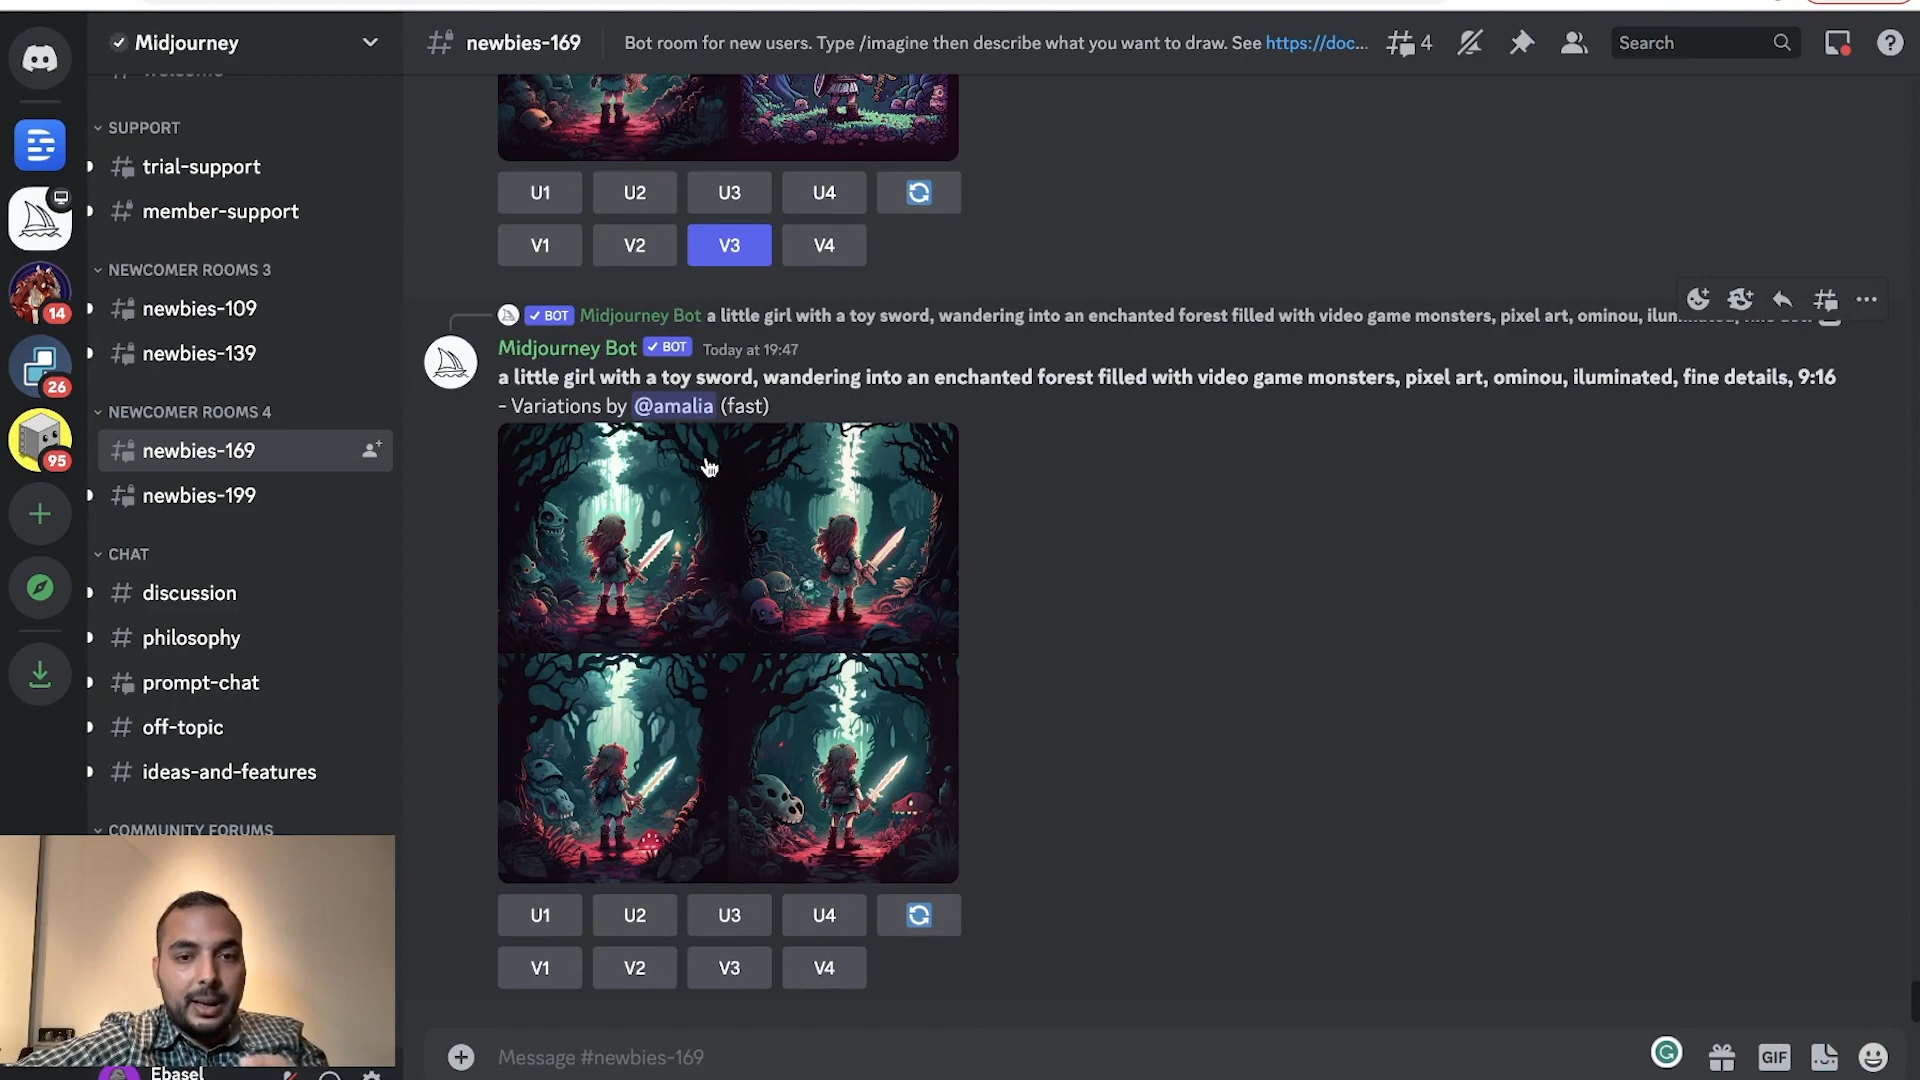 Midjourney
newbies-169
Bot room for new users. Type /imagine then describe what you want to draw. See https://doc...
4
Search
welcome
SUPPORT
trial-support
member-support
NEWCOMER ROOMS 3
newbies-109
newbies-139
NEWCOMER ROOMS 4
newbies-169
newbies-199
CHAT
discussion
philosophy
prompt-chat
off-topic
ideas-and-features
COMMUNITY FORUMS
14
26
95
U1 U2 U3 U4
V1 V2 V3 V4
BOT Midjourney Bot a little girl with a toy sword, wandering into an enchanted forest filled with video game monsters, pixel art, ominou,
Midjourney Bot BOT Today at 19:47
a little girl with a toy sword, wandering into an enchanted forest filled with video game monsters, pixel art, ominou, iluminated, fine details, 9:16
- Variations by @amalia (fast)
U1 U2 U3 U4
V1 V2 V3 V4
Message #newbies-169
GIF
Ebasel